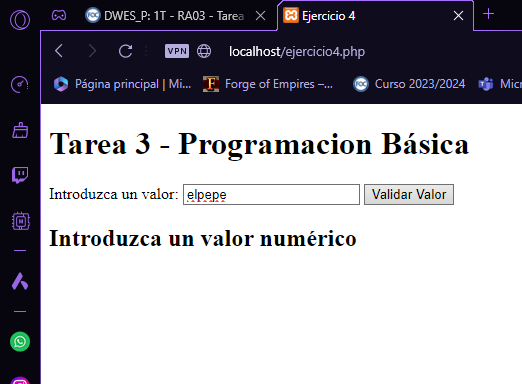 DWES_P: 1T - RA03 - Tarea
Ejercicio 4
VPN
localhost/ejercicio4.php
Página principal | Mi...
Forge of Empires –...
Curso 2023/2024
Micr
Tarea 3 - Programacion Básica
Introduzca un valor: elpepe Validar Valor
Introduzca un valor numérico